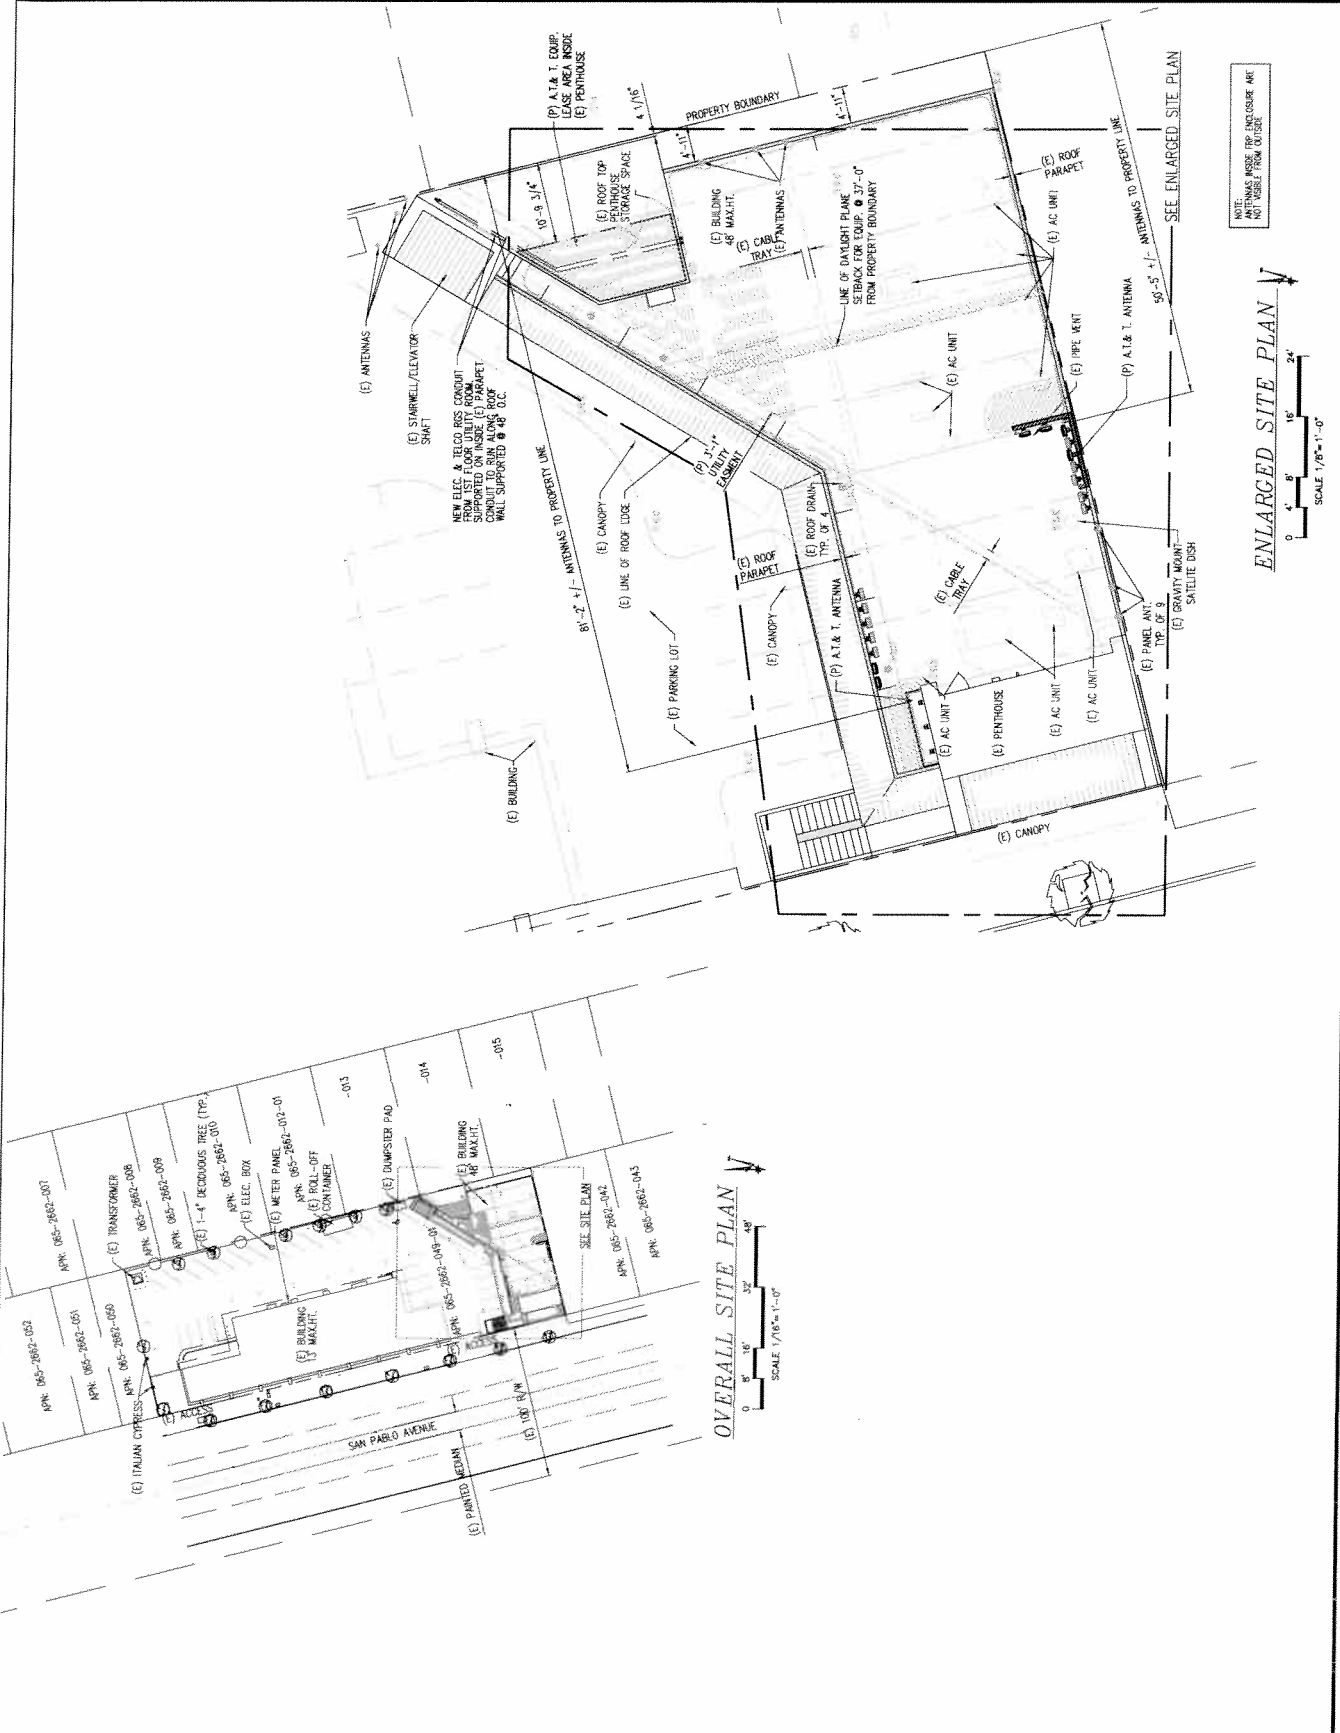 APN: 065-2662-052
APN: 065-2662-051
APN: 065-2662-050
APN: 065-2662-007
(E) TRANSFORMER
APN: 065-2662-008
APN: 065-2662-009
(E) 1-4" DECIDUOUS TREE (TYP.)
APN: 065-2662-010
(E) ELEC. BOX
(E) METER PANEL
APN: 065-2662-012-01
(E) ROLL-OFF
CONTAINER
-013
(E) DUMPSTER PAD
-014
(E) BUILDING
48' MAX.HT.
-015
(E) ITALIAN CYPRESS
(E) BUILDING
13' MAX.HT.
APN: 065-2662-049-01
SEE SITE PLAN
APN: 065-2662-042
APN: 065-2662-043
SAN PABLO AVENUE
(E) PAINTED MEDIAN
(E) 100' R/W
OVERALL SITE PLAN
0 8' 16' 32' 48'
SCALE 1/16"= 1'-0"
(E) ANTENNAS
(E) STAIRWELL/ELEVATOR
SHAFT
NEW ELEC. & TELCO RGS CONDUIT
FROM 1ST FLOOR UTILITY ROOM,
SUPPORTED ON INSIDE (E) PARAPET.
CONDUIT TO RUN ALONG ROOF
WALL SUPPORTED @ 48" O.C.
81'-2" +/- ANTENNAS TO PROPERTY LINE
(E) CANOPY
(E) LINE OF ROOF EDGE
(E) PARKING LOT
(E) BUILDING
(P) A.T.& T. EQUIP.
LEASE AREA INSIDE
(E) PENTHOUSE
10'-9 3/4"
(E) ROOF TOP
PENTHOUSE
STORAGE SPACE
4 1/16"
PROPERTY BOUNDARY
4'-11"
4'-11"
(E) BUILDING
48' MAX.HT.
(E) CABLE
TRAY
(E) ANTENNAS
LINE OF DAYLIGHT PLANE
SETBACK FOR EQUIP. @ 37'-0"
FROM PROPERTY BOUNDARY
(P) 3'-1"
UTILITY
EASMENT
(E) ROOF
PARAPET
(E) CANOPY
(E) ROOF DRAIN
TYP. OF 4
(P) A.T.& T. ANTENNA
(E) CABLE
TRAY
(E) AC UNIT
(E) AC UNIT
(E) PENTHOUSE
(E) AC UNIT
(E) AC UNIT
(E) CANOPY
(E) ROOF
PARAPET
(E) AC UNIT
(E) PIPE VENT
(P) A.T.& T. ANTENNA
50'-5" +/- ANTENNAS TO PROPERTY LINE
(E) PANEL ANT.
TYP. OF 9
(E) GRAVITY MOUNT
SATELITE DISH
SEE ENLARGED SITE PLAN
NOTE:
ANTENNAS INSIDE FRP ENCLOSURE ARE
NOT VISIBLE FROM OUTSIDE
ENLARGED SITE PLAN
0 4' 8' 16' 24'
SCALE 1/8"= 1'-0"